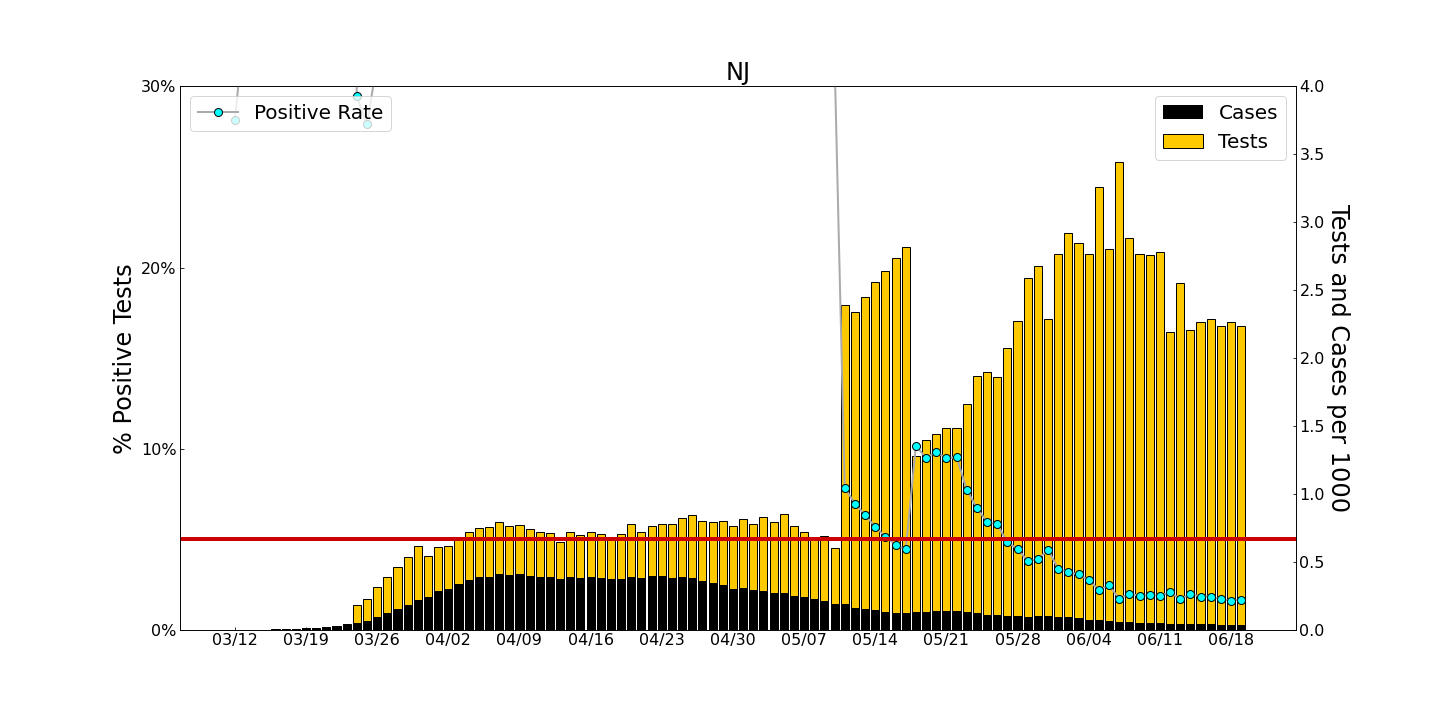 NJ
Positive Rate
Cases
Tests
% Positive Tests
30%
20%
10%
0%
4.0
3.5
3.0
2.5
2.0
1.5
1.0
0.5
0.0
Tests and Cases per 1000
03/12 03/19 03/26 04/02 04/09 04/16 04/23 04/30 05/07 05/14 05/21 05/28 06/04 06/11 06/18